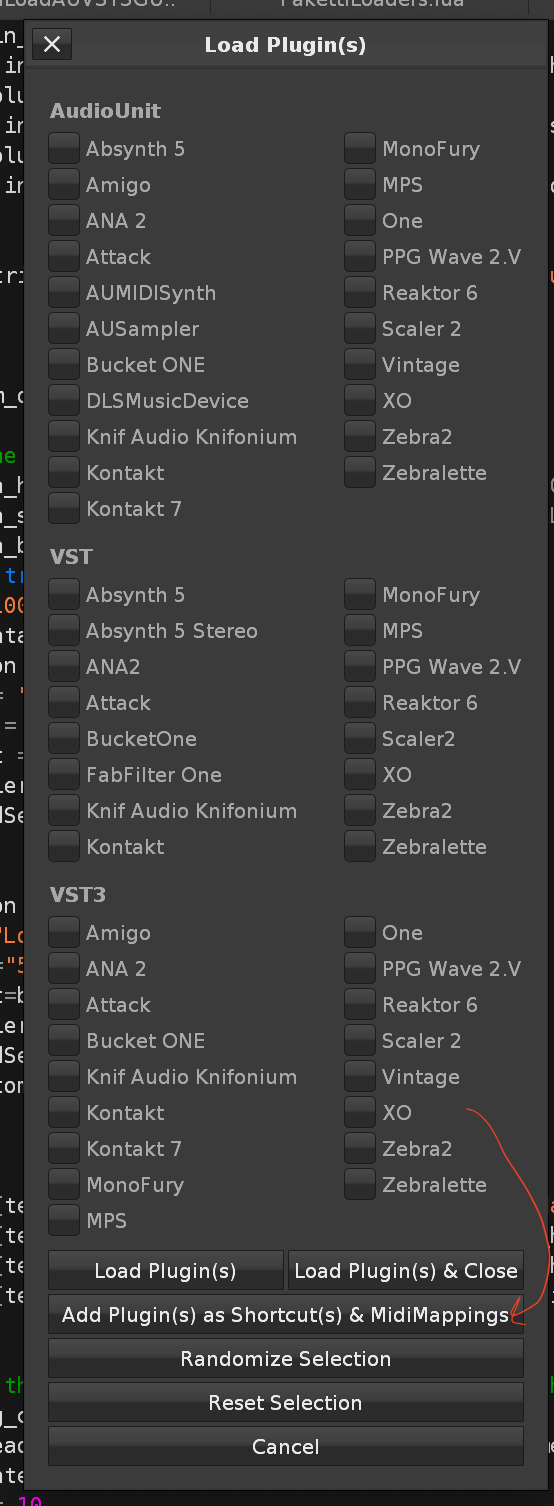 Load Plugin(s)
AudioUnit
Absynth 5
MonoFury
Amigo
MPS
ANA 2
One
Attack
PPG Wave 2.V
AUMIDISynth
Reaktor 6
AUSampler
Scaler 2
Bucket ONE
Vintage
DLSMusicDevice
XO
Knif Audio Knifonium
Zebra2
Kontakt
Zebralette
Kontakt 7
VST
Absynth 5
MonoFury
Absynth 5 Stereo
MPS
ANA2
PPG Wave 2.V
Attack
Reaktor 6
BucketOne
Scaler2
FabFilter One
XO
Knif Audio Knifonium
Zebra2
Kontakt
Zebralette
VST3
Amigo
One
ANA 2
PPG Wave 2.V
Attack
Reaktor 6
Bucket ONE
Scaler 2
Knif Audio Knifonium
Vintage
Kontakt
XO
Kontakt 7
Zebra2
MonoFury
Zebralette
MPS
Load Plugin(s)
Load Plugin(s) & Close
Add Plugin(s) as Shortcut(s) & MidiMappings
Randomize Selection
Reset Selection
Cancel